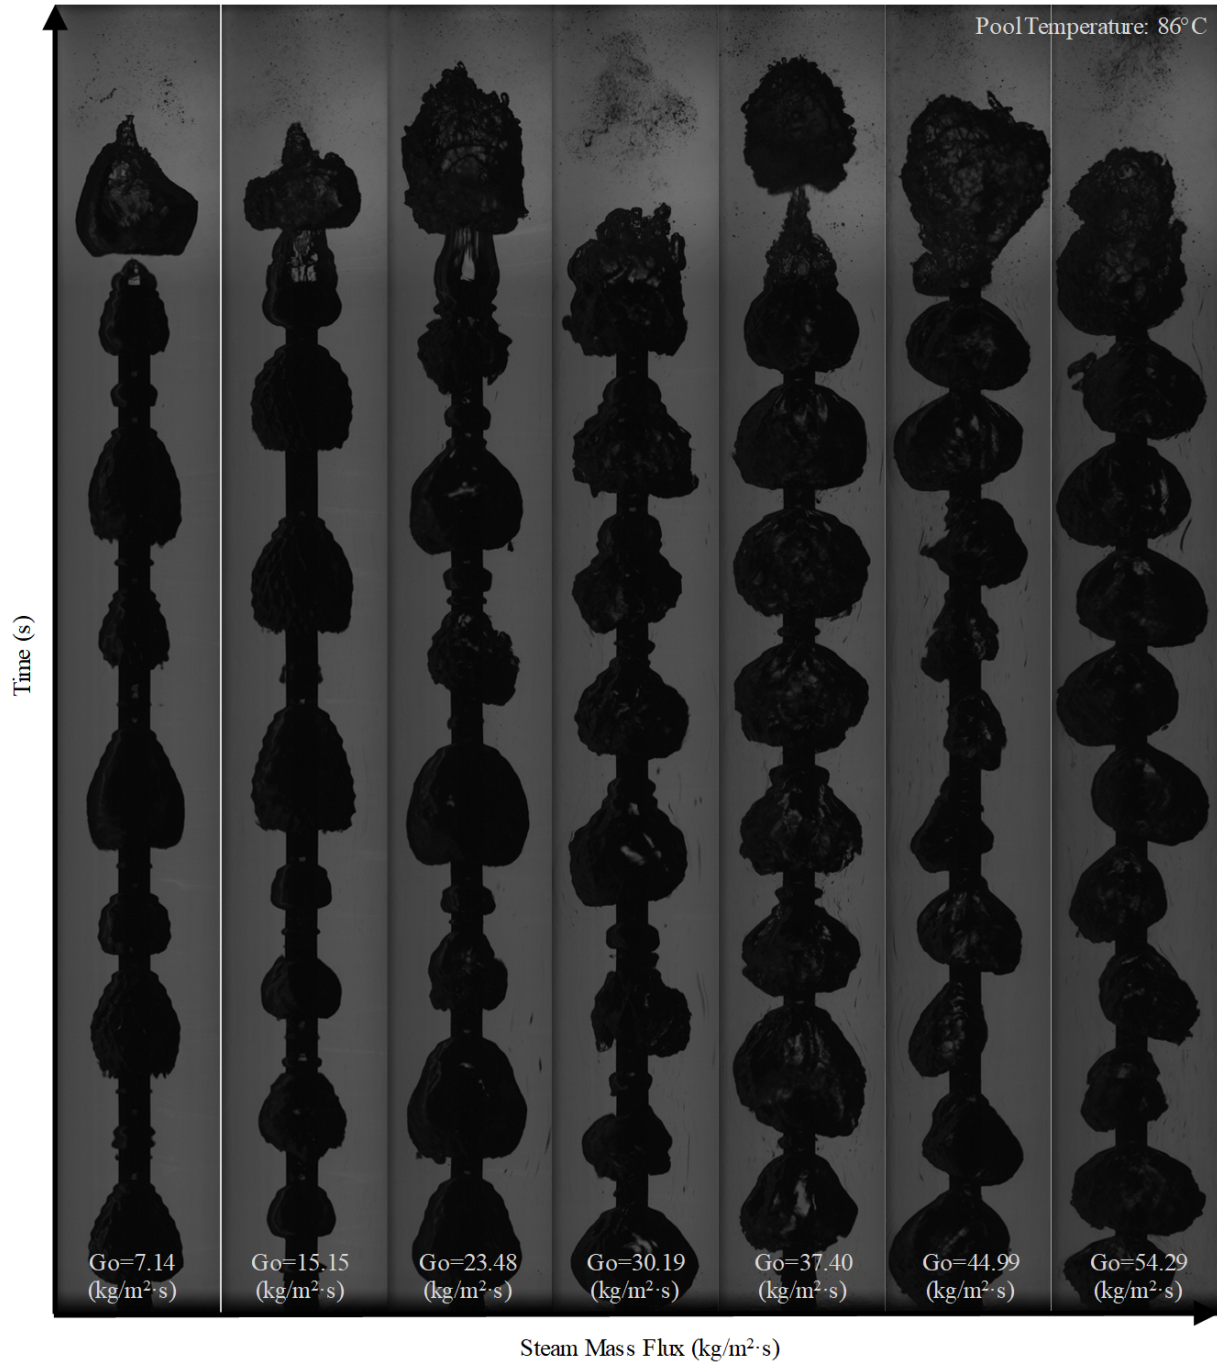 Pool Temperature: 86°C
Time (s)
Go=7.14
(kg/m²·s)
Go=15.15
(kg/m²·s)
Go=23.48
(kg/m²·s)
Go=30.19
(kg/m²·s)
Go=37.40
(kg/m²·s)
Go=44.99
(kg/m²·s)
Go=54.29
(kg/m²·s)
Steam Mass Flux (kg/m²·s)